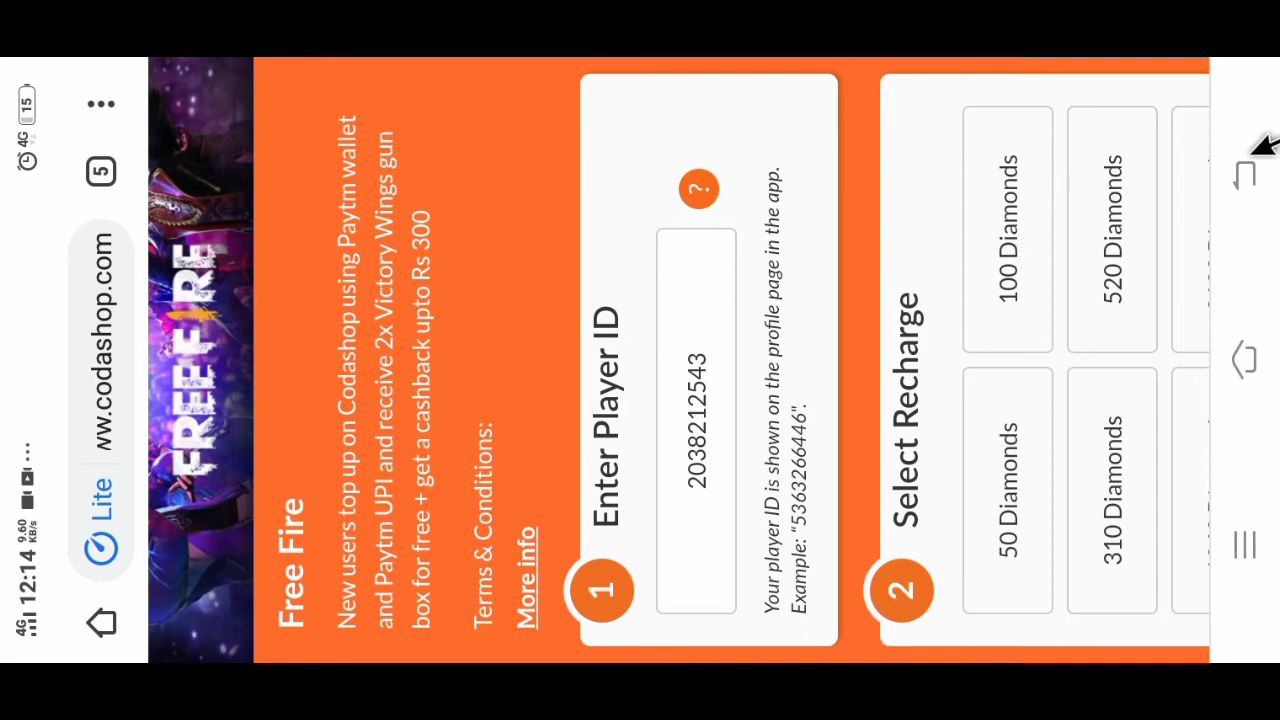 4G 12:14 9.60 KB/s ... 4G 15
Lite ww.codashop.com 5
FREE FIRE
Free Fire
New users top up on Codashop using Paytm wallet
and Paytm UPI and receive 2x Victory Wings gun
box for free + get a cashback upto Rs 300
Terms & Conditions:
More info
1 Enter Player ID
2038212543 ?
Your player ID is shown on the profile page in the app.
Example: "5363266446".
2 Select Recharge
50 Diamonds 100 Diamonds
310 Diamonds 520 Diamonds